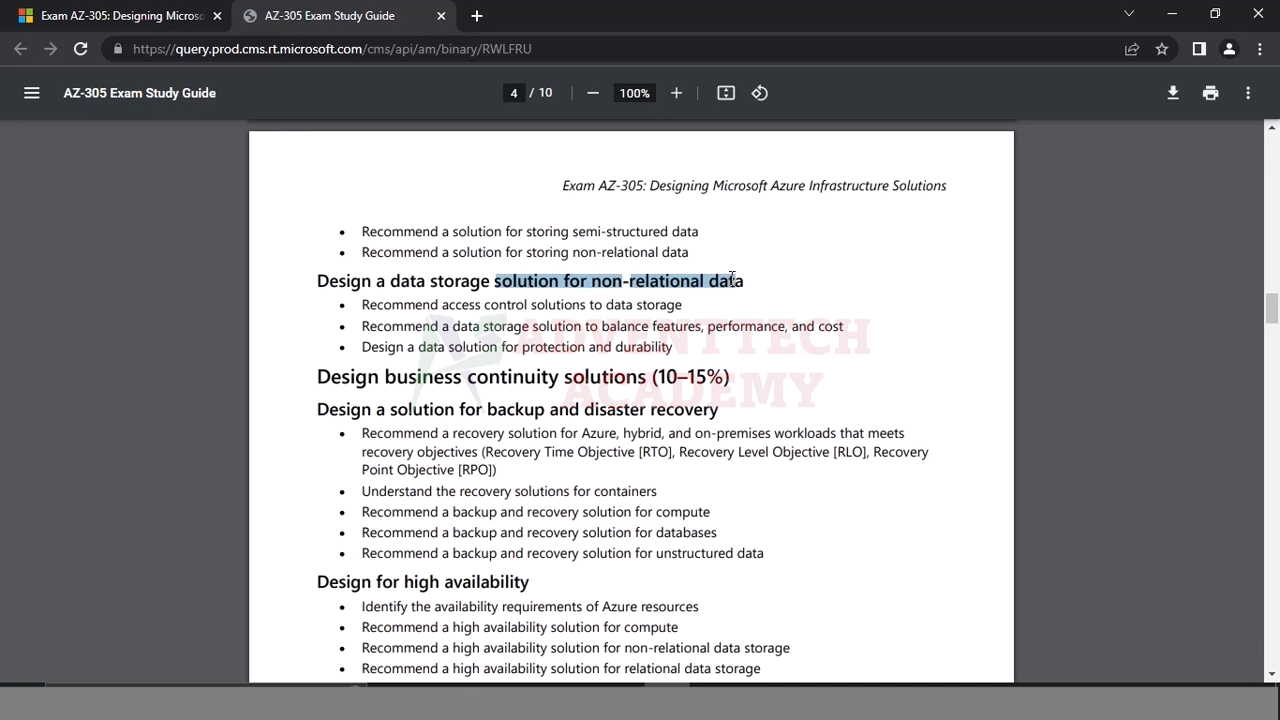 Exam AZ-305: Designing Microso
AZ-305 Exam Study Guide
https://query.prod.cms.rt.microsoft.com/cms/api/am/binary/RWLFRU
AZ-305 Exam Study Guide
4 / 10
100%
Exam AZ-305: Designing Microsoft Azure Infrastructure Solutions
• Recommend a solution for storing semi-structured data
• Recommend a solution for storing non-relational data
Design a data storage solution for non-relational data
• Recommend access control solutions to data storage
• Recommend a data storage solution to balance features, performance, and cost
• Design a data solution for protection and durability
ADVENTTECH
ACADEMY
Design business continuity solutions (10–15%)
Design a solution for backup and disaster recovery
• Recommend a recovery solution for Azure, hybrid, and on-premises workloads that meets
recovery objectives (Recovery Time Objective [RTO], Recovery Level Objective [RLO], Recovery
Point Objective [RPO])
• Understand the recovery solutions for containers
• Recommend a backup and recovery solution for compute
• Recommend a backup and recovery solution for databases
• Recommend a backup and recovery solution for unstructured data
Design for high availability
• Identify the availability requirements of Azure resources
• Recommend a high availability solution for compute
• Recommend a high availability solution for non-relational data storage
• Recommend a high availability solution for relational data storage